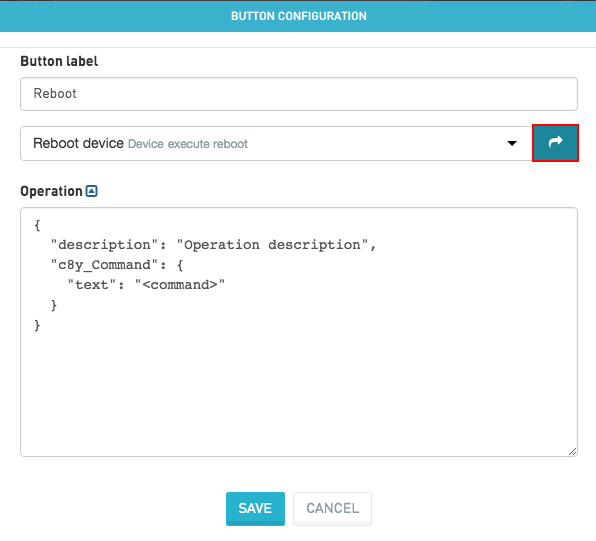 BUTTON CONFIGURATION
Button label
Reboot
Reboot device Device execute reboot
Operation
{
  "description": "Operation description",
  "c8y_Command": {
    "text": "<command>"
  }
}
SAVE CANCEL